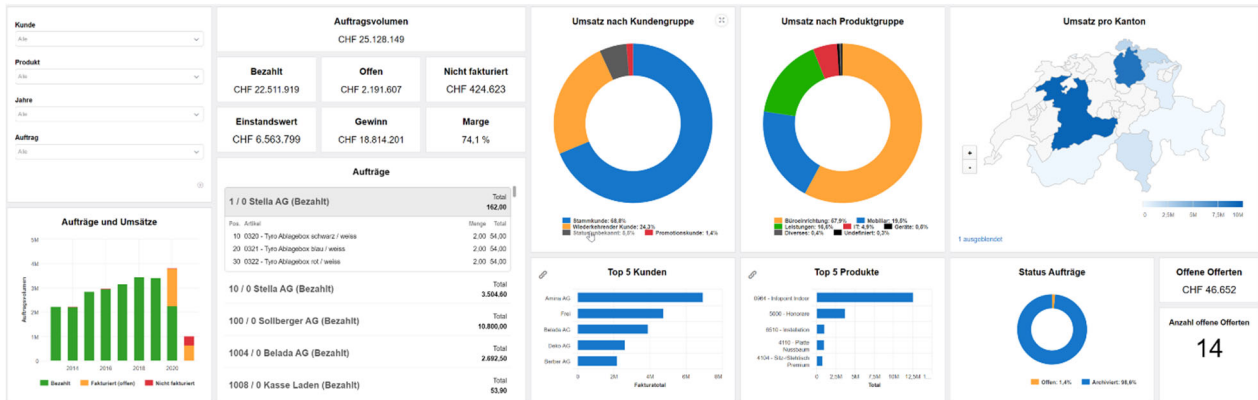 Kunde
Alle
Produkt
Alle
Jahre
Alle
Auftrag
Alle
Auftragsvolumen
CHF 25.128.149
Bezahlt
CHF 22.511.919
Offen
CHF 2.191.607
Nicht fakturiert
CHF 424.623
Einstandswert
CHF 6.563.799
Gewinn
CHF 18.814.201
Marge
74,1 %
Aufträge
1 / 0 Stella AG (Bezahlt)
Total
162,00
Pos. Artikel Menge Total
10 0320 - Tyro Ablagebox schwarz / weiss 2,00 54,00
20 0321 - Tyro Ablagebox blau / weiss 2,00 54,00
30 0322 - Tyro Ablagebox rot / weiss 2,00 54,00
10 / 0 Stella AG (Bezahlt)
Total
3.504,60
100 / 0 Sollberger AG (Bezahlt)
Total
10.800,00
1004 / 0 Belada AG (Bezahlt)
Total
2.692,50
1008 / 0 Kasse Laden (Bezahlt)
Total
53,90
Aufträge und Umsätze
Auftragsvolumen
5M
4M
3M
2M
1M
0
2014 2016 2018 2020
Bezahlt Fakturiert (offen) Nicht fakturiert
Umsatz nach Kundengruppe
Stammkunde: 68,8%
Wiederkehrender Kunde: 24,3%
Promotionskunde: 1,4%
Umsatz nach Produktgruppe
Büroeinrichtung: 57,9% Mobiliar: 19,8%
Leistungen: 16,6% IT: 4,9% Geräte: 0,0%
Diverses: 0,4% Undefiniert: 0,3%
Umsatz pro Kanton
+
-
0 2,5M 5M 7,5M 10M
1 ausgeblendet
Top 5 Kunden
Amina AG
Frei
Belada AG
Gerber AG
0 2M 4M 6M 8M
Fakturatotal
Top 5 Produkte
0964 - Infopoint Indoor
5000 - Honorare
6510 - Installation
4110 - Platte
Nussbaum
4104 - Sitz-/Stehtisch
Premium
0 2,5M 5M 7,5M 10M 12,5M 1...
Total
Status Aufträge
Offen: 1,4% Archiviert: 98,6%
Offene Offerten
CHF 46.652
Anzahl offene Offerten
14